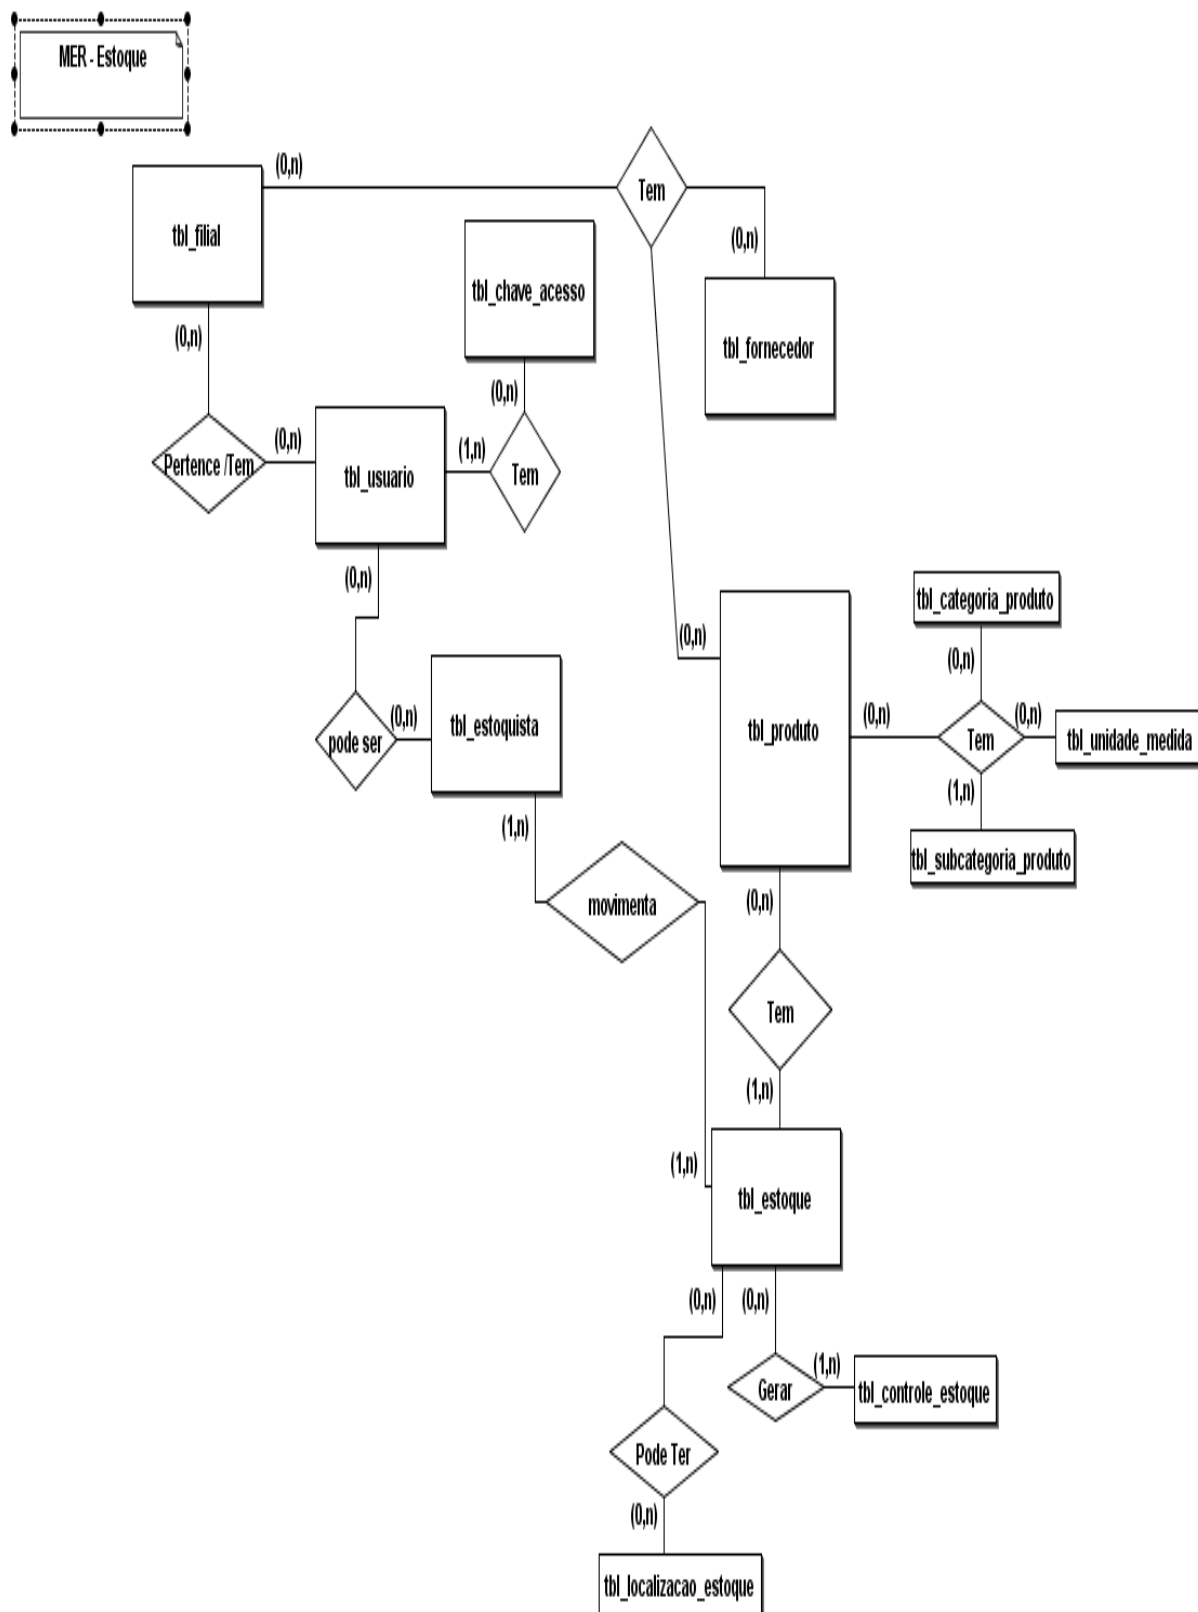 MER - Estoque
(0,n)
Tem
tbl_filial
(0,n)
tbl_chave_acesso
tbl_fornecedor
(0,n)
(0,n)
(0,n)
(1,n)
Pertence /Tem
tbl_usuario
Tem
(0,n)
tbl_categoria_produto
(0,n)
(0,n)
(0,n)
(0,n)
(0,n)
tbl_estoquista
tbl_produto
pode ser
Tem
tbl_unidade_medida
(1,n)
(1,n)
tbl_subcategoria_produto
(0,n)
movimenta
Tem
(1,n)
(1,n)
tbl_estoque
(0,n)
(0,n)
(1,n)
Gerar
tbl_controle_estoque
Pode Ter
(0,n)
tbl_localizacao_estoque